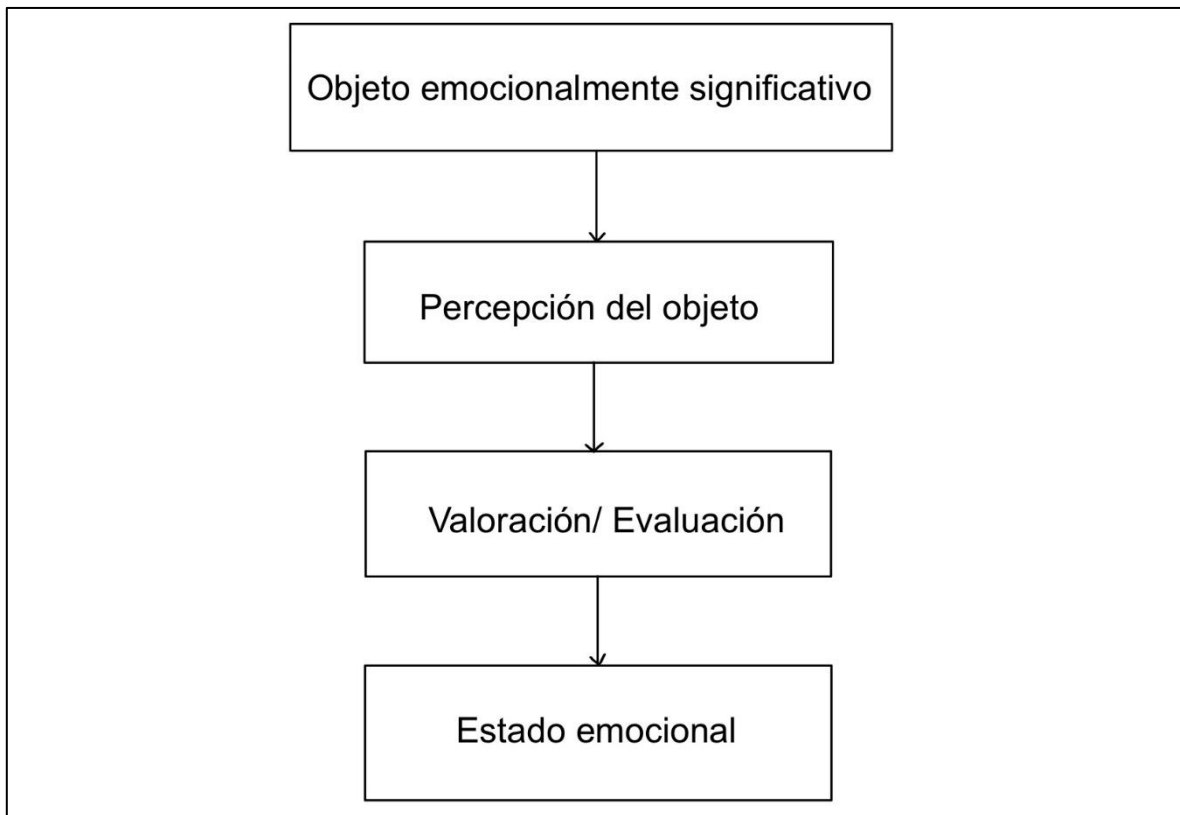 Objeto emocionalmente significativo
Percepción del objeto
Valoración/ Evaluación
Estado emocional